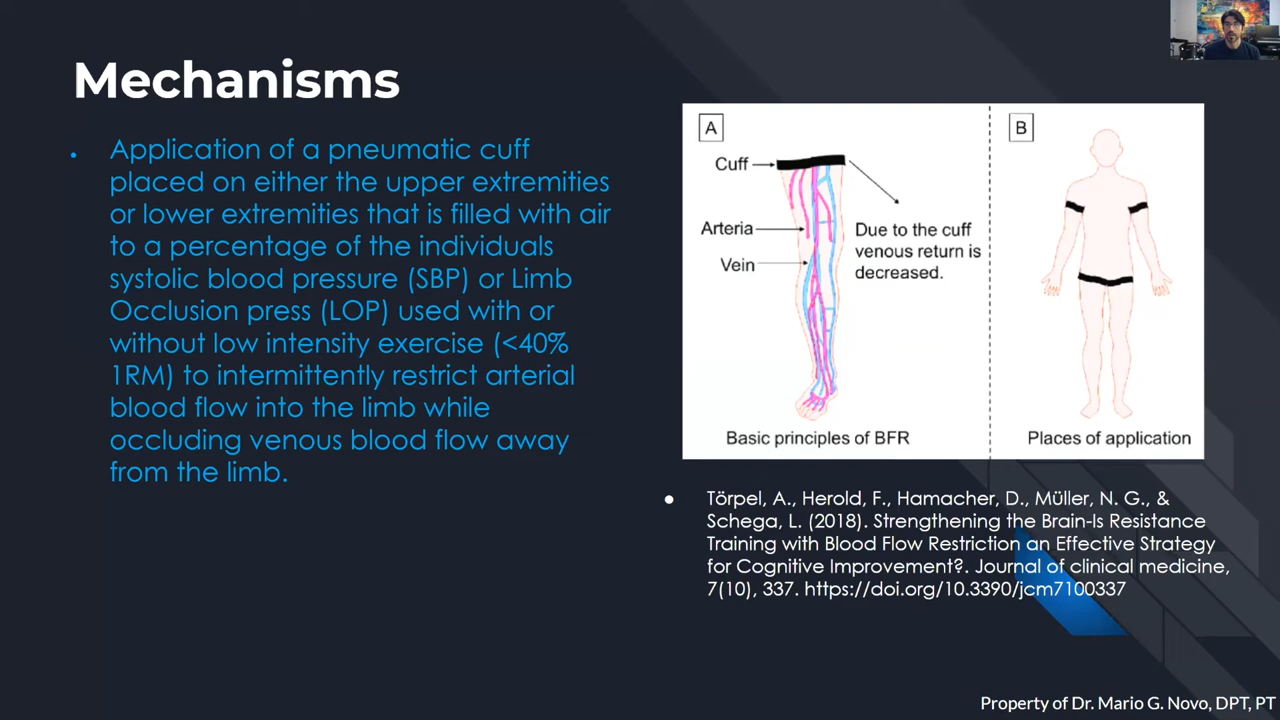 Mechanisms
• Application of a pneumatic cuff
placed on either the upper extremities
or lower extremities that is filled with air
to a percentage of the individuals
systolic blood pressure (SBP) or Limb
Occlusion press (LOP) used with or
without low intensity exercise (<40%
1RM) to intermittently restrict arterial
blood flow into the limb while
occluding venous blood flow away
from the limb.
A
Cuff
Arteria
Vein
Due to the cuff
venous return is
decreased.
Basic principles of BFR
B
Places of application
● Törpel, A., Herold, F., Hamacher, D., Müller, N. G., &
Schega, L. (2018). Strengthening the Brain-Is Resistance
Training with Blood Flow Restriction an Effective Strategy
for Cognitive Improvement?. Journal of clinical medicine,
7(10), 337. https://doi.org/10.3390/jcm7100337
Property of Dr. Mario G. Novo, DPT, PT